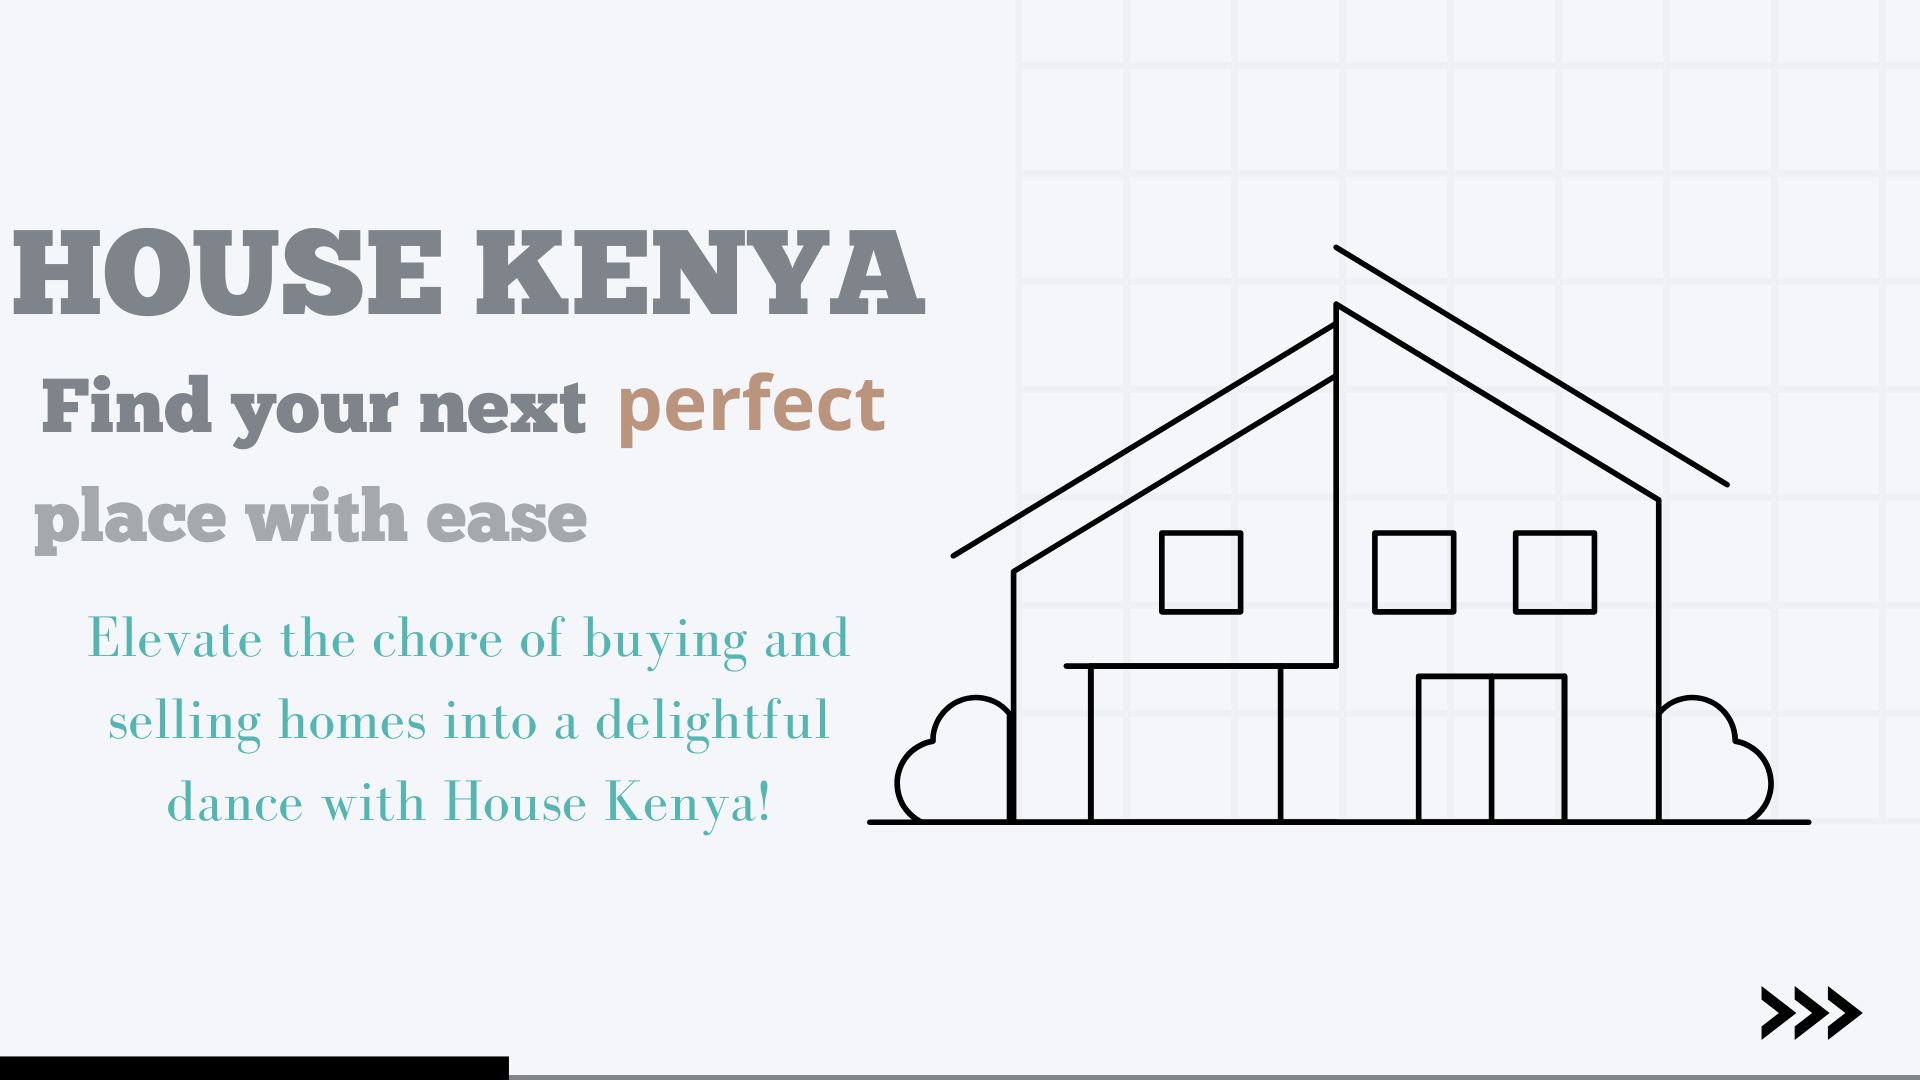 HOUSE KENYA
Find your next perfect
place with ease
Elevate the chore of buying and
selling homes into a delightful
dance with House Kenya!